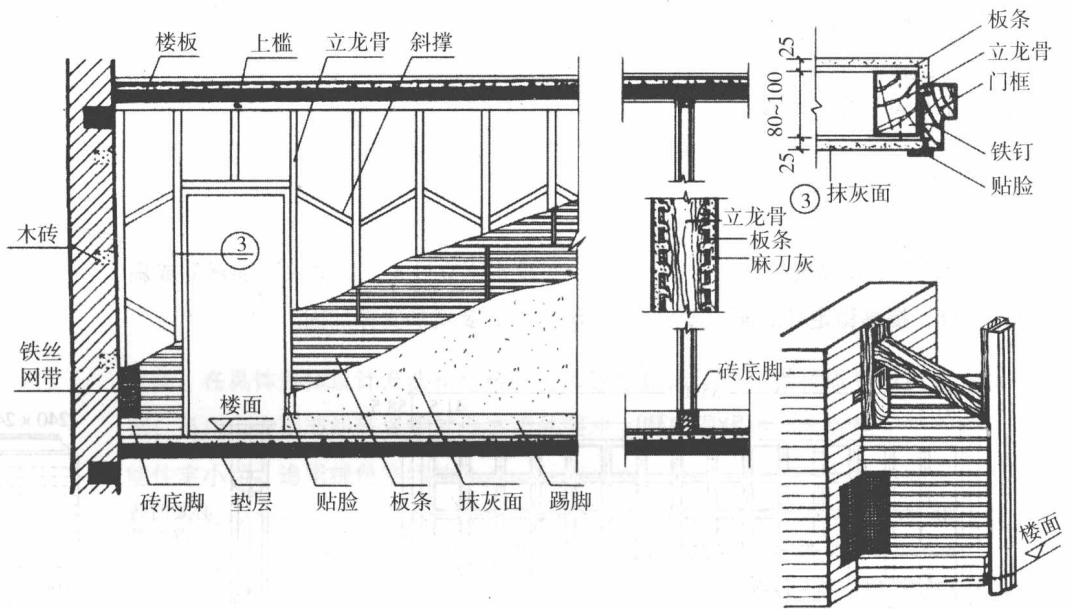 楼板 上槛 立龙骨 斜撑
木砖
铁丝
网带
3
楼面
砖底脚 垫层 贴脸 板条 抹灰面 踢脚
立龙骨
板条
麻刀灰
砖底脚
25
80~100
25
板条
立龙骨
门框
铁钉
贴脸
3 抹灰面
楼面